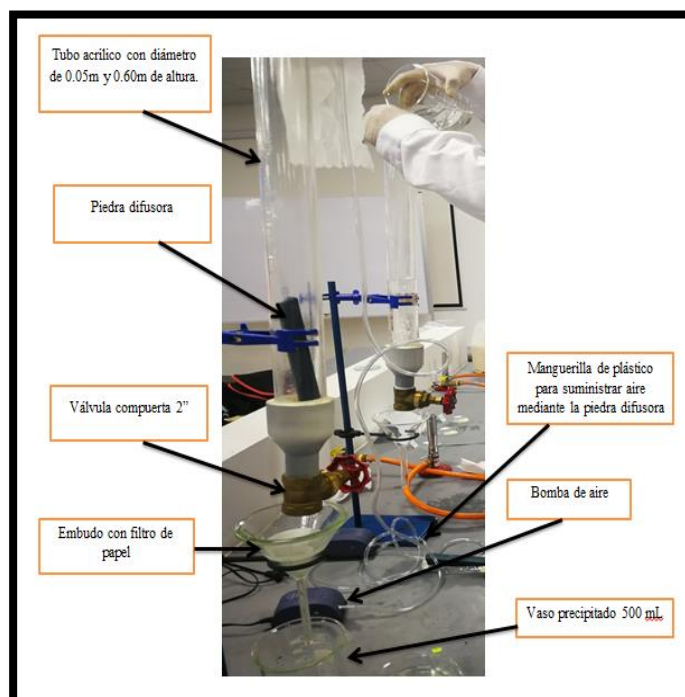 Tubo acrílico con diámetro
de 0.05m y 0.60m de altura.
Piedra difusora
Válvula compuerta 2”
Embudo con filtro de
papel
Manguerilla de plástico
para suministrar aire
mediante la piedra difusora
Bomba de aire
Vaso precipitado 500 mL